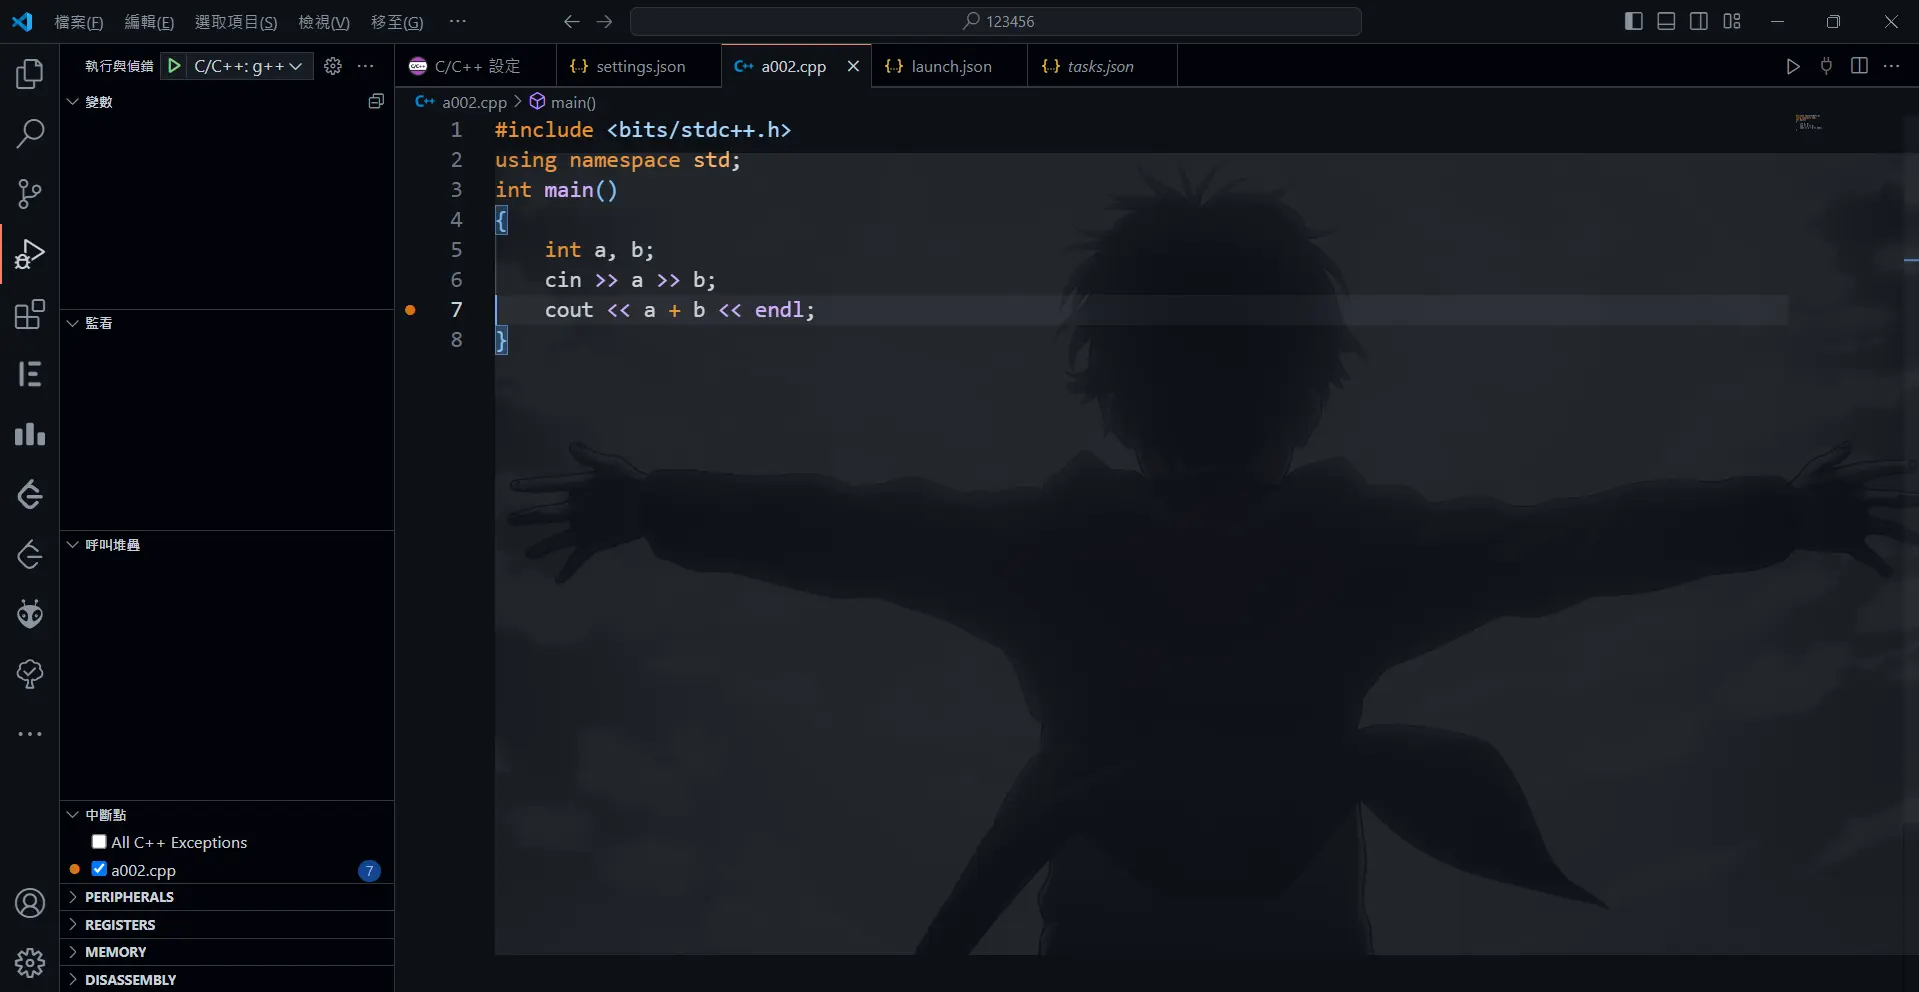 檔案(F) 編輯(E) 選取項目(S) 檢視(V) 移至(G) ··· 123456
執行與偵錯 C/C++: g++ ···
C/C++ 設定 settings.json a002.cpp launch.json tasks.json
變數
監看
呼叫堆疊
中斷點
All C++ Exceptions
a002.cpp 7
PERIPHERALS
REGISTERS
MEMORY
DISASSEMBLY
a002.cpp > main()
1 #include <bits/stdc++.h>
2 using namespace std;
3 int main()
4 {
5 int a, b;
6 cin >> a >> b;
7 cout << a + b << endl;
8 }